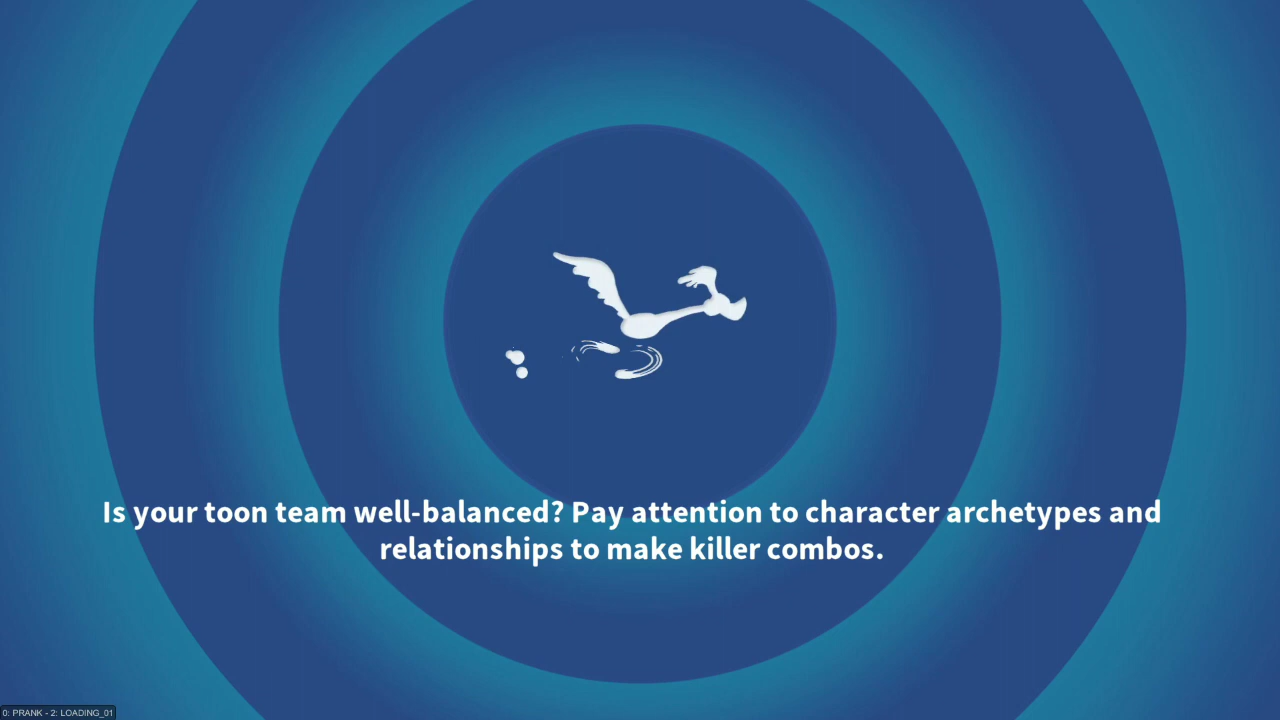 Is your toon team well-balanced? Pay attention to character archetypes and
relationships to make killer combos.
0: PRANK - 2: LOADING_01